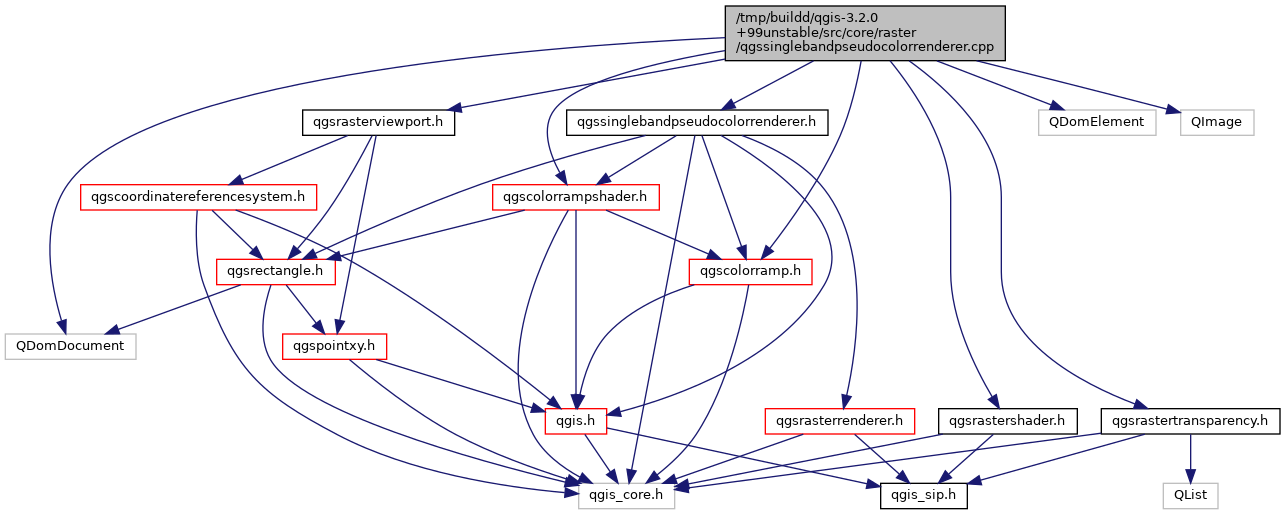 /tmp/buildd/qgis-3.2.0
+99unstable/src/core/raster
/qgssinglebandpseudocolorrenderer.cpp
qgsrasterviewport.h
qgssinglebandpseudocolorrenderer.h
QDomElement
QImage
qgscoordinatereferencesystem.h
qgscolorrampshader.h
qgsrectangle.h
qgscolorramp.h
QDomDocument
qgspointxy.h
qgis.h
qgsrasterrenderer.h
qgsrastershader.h
qgsrastertransparency.h
qgis_core.h
qgis_sip.h
QList